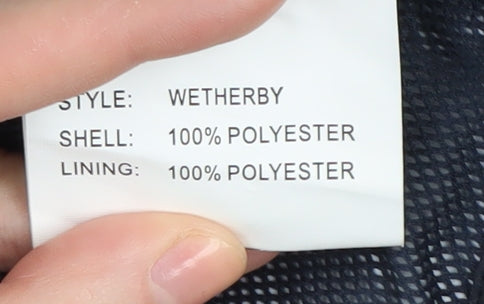 STYLE: WETHERBY
SHELL: 100% POLYESTER
LINING: 100% POLYESTER